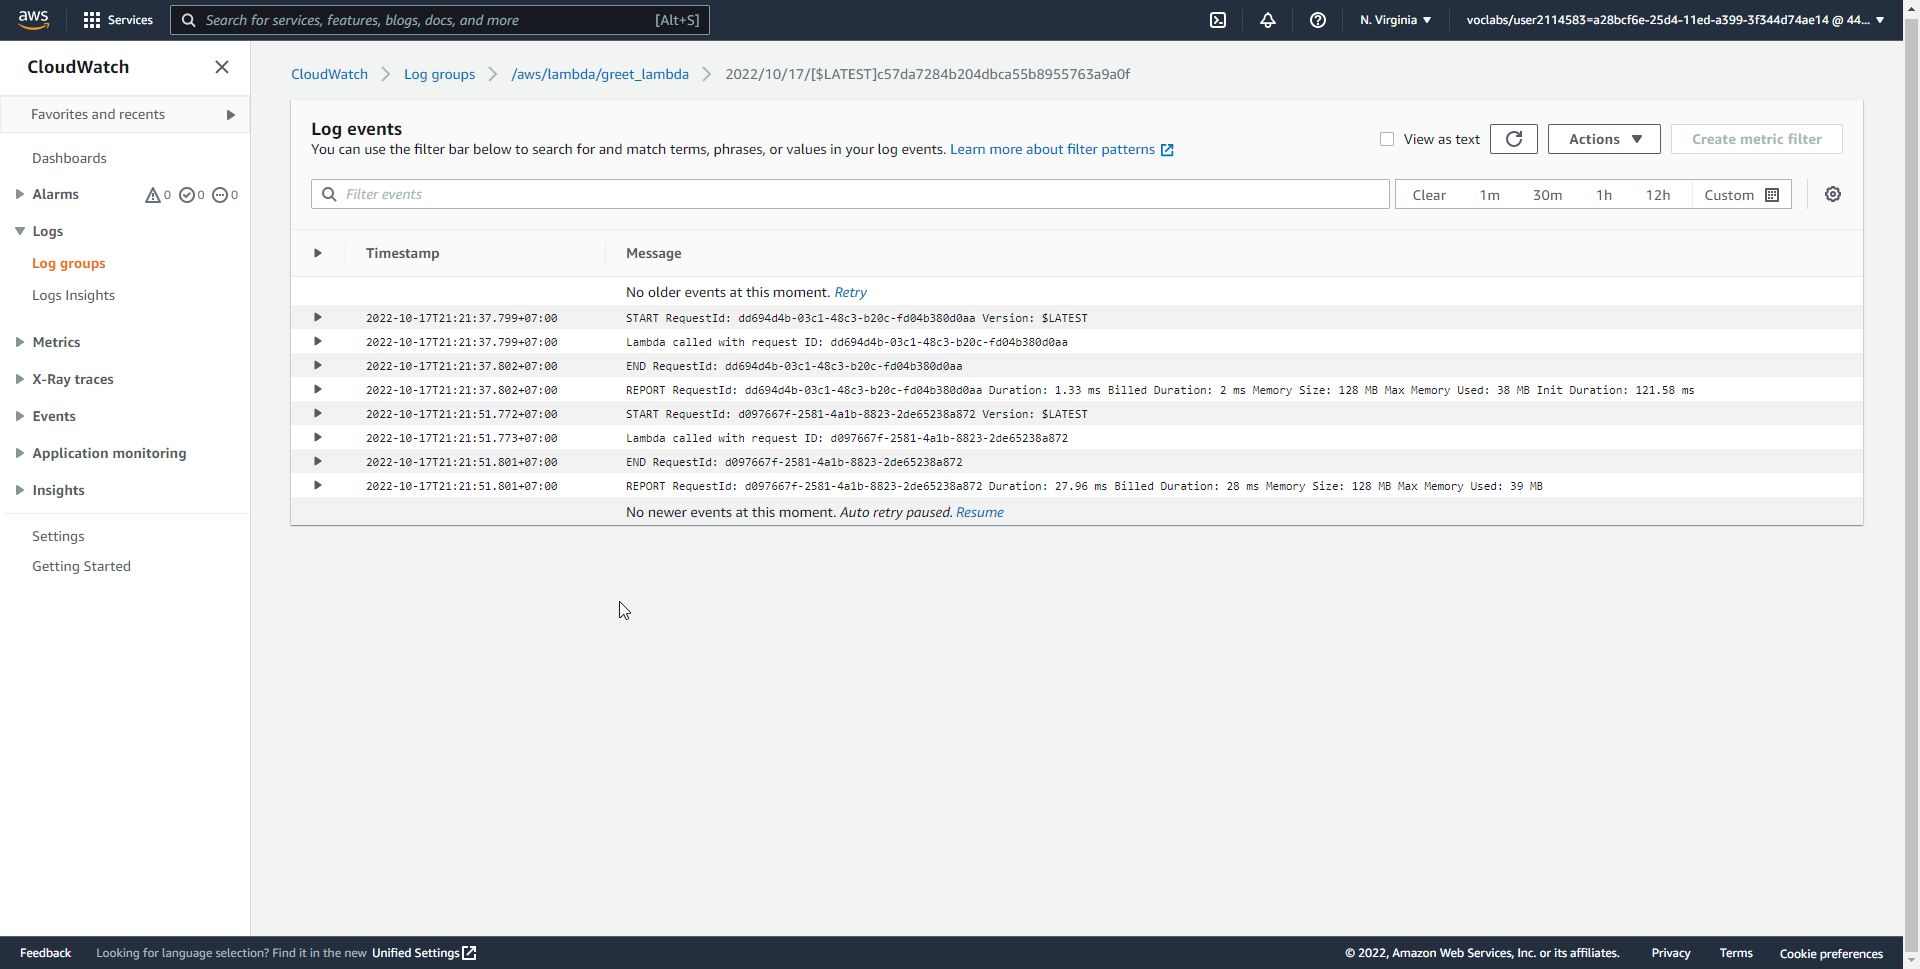 aws Services Search for services, features, blogs, docs, and more [Alt+S] N. Virginia voclabs/user2114583=a28bcf6e-25d4-11ed-a399-3f344d74ae14 @ 44...
CloudWatch
Favorites and recents
Dashboards
Alarms 0 0 0
Logs
Log groups
Logs Insights
Metrics
X-Ray traces
Events
Application monitoring
Insights
Settings
Getting Started
CloudWatch Log groups /aws/lambda/greet_lambda 2022/10/17/[$LATEST]c57da7284b204dbca55b8955763a9a0f
Log events
You can use the filter bar below to search for and match terms, phrases, or values in your log events. Learn more about filter patterns
View as text Actions Create metric filter
Filter events Clear 1m 30m 1h 12h Custom
Timestamp Message
No older events at this moment. Retry
2022-10-17T21:21:37.799+07:00 START RequestId: dd694d4b-03c1-48c3-b20c-fd04b380d0aa Version: $LATEST
2022-10-17T21:21:37.799+07:00 Lambda called with request ID: dd694d4b-03c1-48c3-b20c-fd04b380d0aa
2022-10-17T21:21:37.802+07:00 END RequestId: dd694d4b-03c1-48c3-b20c-fd04b380d0aa
2022-10-17T21:21:37.802+07:00 REPORT RequestId: dd694d4b-03c1-48c3-b20c-fd04b380d0aa Duration: 1.33 ms Billed Duration: 2 ms Memory Size: 128 MB Max Memory Used: 38 MB Init Duration: 121.58 ms
2022-10-17T21:21:51.772+07:00 START RequestId: d097667f-2581-4a1b-8823-2de65238a872 Version: $LATEST
2022-10-17T21:21:51.773+07:00 Lambda called with request ID: d097667f-2581-4a1b-8823-2de65238a872
2022-10-17T21:21:51.801+07:00 END RequestId: d097667f-2581-4a1b-8823-2de65238a872
2022-10-17T21:21:51.801+07:00 REPORT RequestId: d097667f-2581-4a1b-8823-2de65238a872 Duration: 27.96 ms Billed Duration: 28 ms Memory Size: 128 MB Max Memory Used: 39 MB
No newer events at this moment. Auto retry paused. Resume
Feedback Looking for language selection? Find it in the new Unified Settings © 2022, Amazon Web Services, Inc. or its affiliates. Privacy Terms Cookie preferences